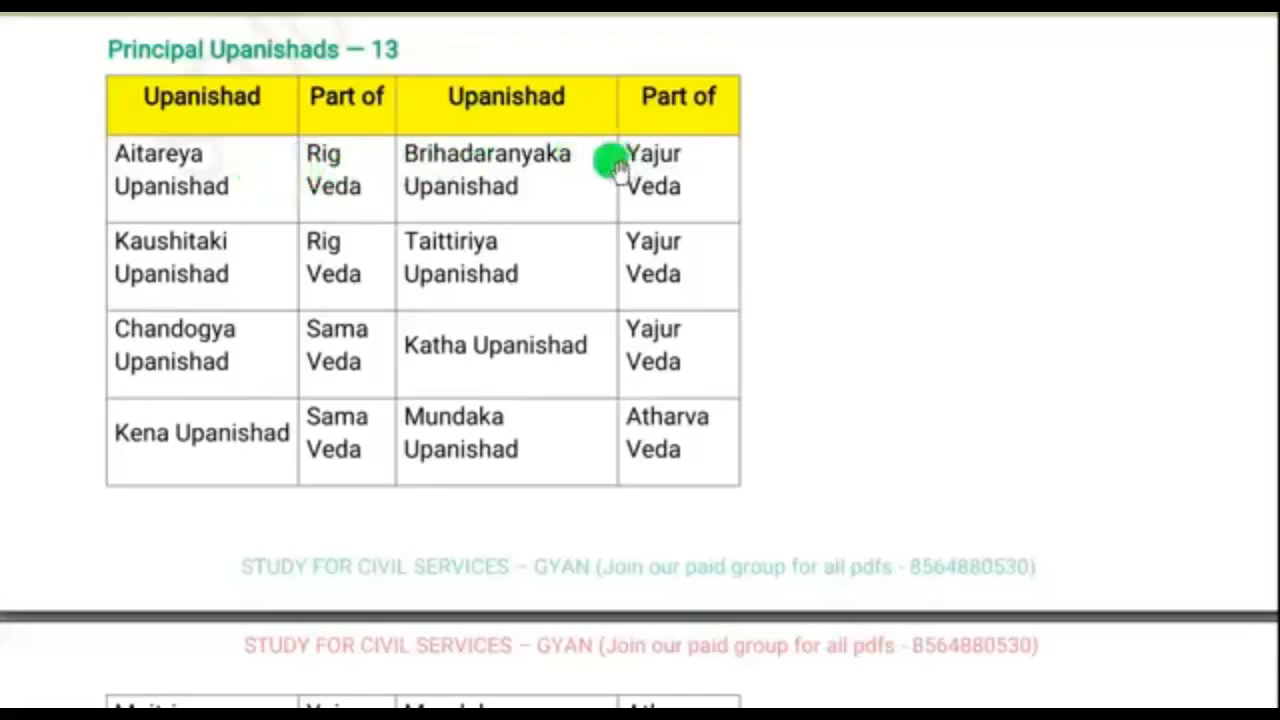 Principal Upanishads — 13
Upanishad Part of Upanishad Part of
Aitareya Upanishad Rig Veda Brihadaranyaka Upanishad Yajur Veda
Kaushitaki Upanishad Rig Veda Taittiriya Upanishad Yajur Veda
Chandogya Upanishad Sama Veda Katha Upanishad Yajur Veda
Kena Upanishad Sama Veda Mundaka Upanishad Atharva Veda
STUDY FOR CIVIL SERVICES – GYAN (Join our paid group for all pdfs - 8564880530)
STUDY FOR CIVIL SERVICES – GYAN (Join our paid group for all pdfs - 8564880530)